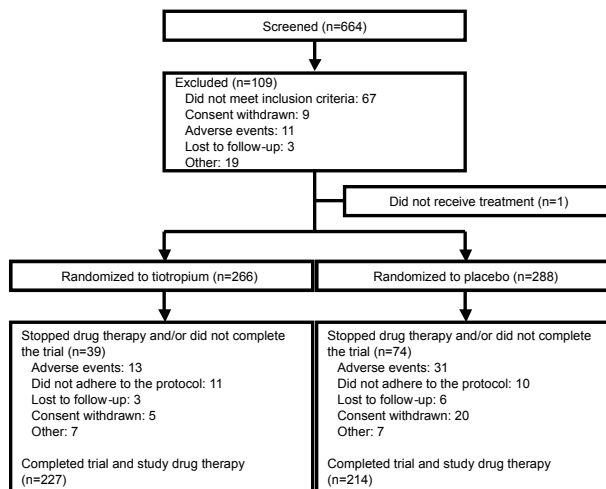 Screened (n=664)
Excluded (n=109)
Did not meet inclusion criteria: 67
Consent withdrawn: 9
Adverse events: 11
Lost to follow-up: 3
Other: 19
Did not receive treatment (n=1)
Randomized to tiotropium (n=266)
Randomized to placebo (n=288)
Stopped drug therapy and/or did not complete
the trial (n=39)
Adverse events: 13
Did not adhere to the protocol: 11
Lost to follow-up: 3
Consent withdrawn: 5
Other: 7
Completed trial and study drug therapy
(n=227)
Stopped drug therapy and/or did not complete
the trial (n=74)
Adverse events: 31
Did not adhere to the protocol: 10
Lost to follow-up: 6
Consent withdrawn: 20
Other: 7
Completed trial and study drug therapy
(n=214)